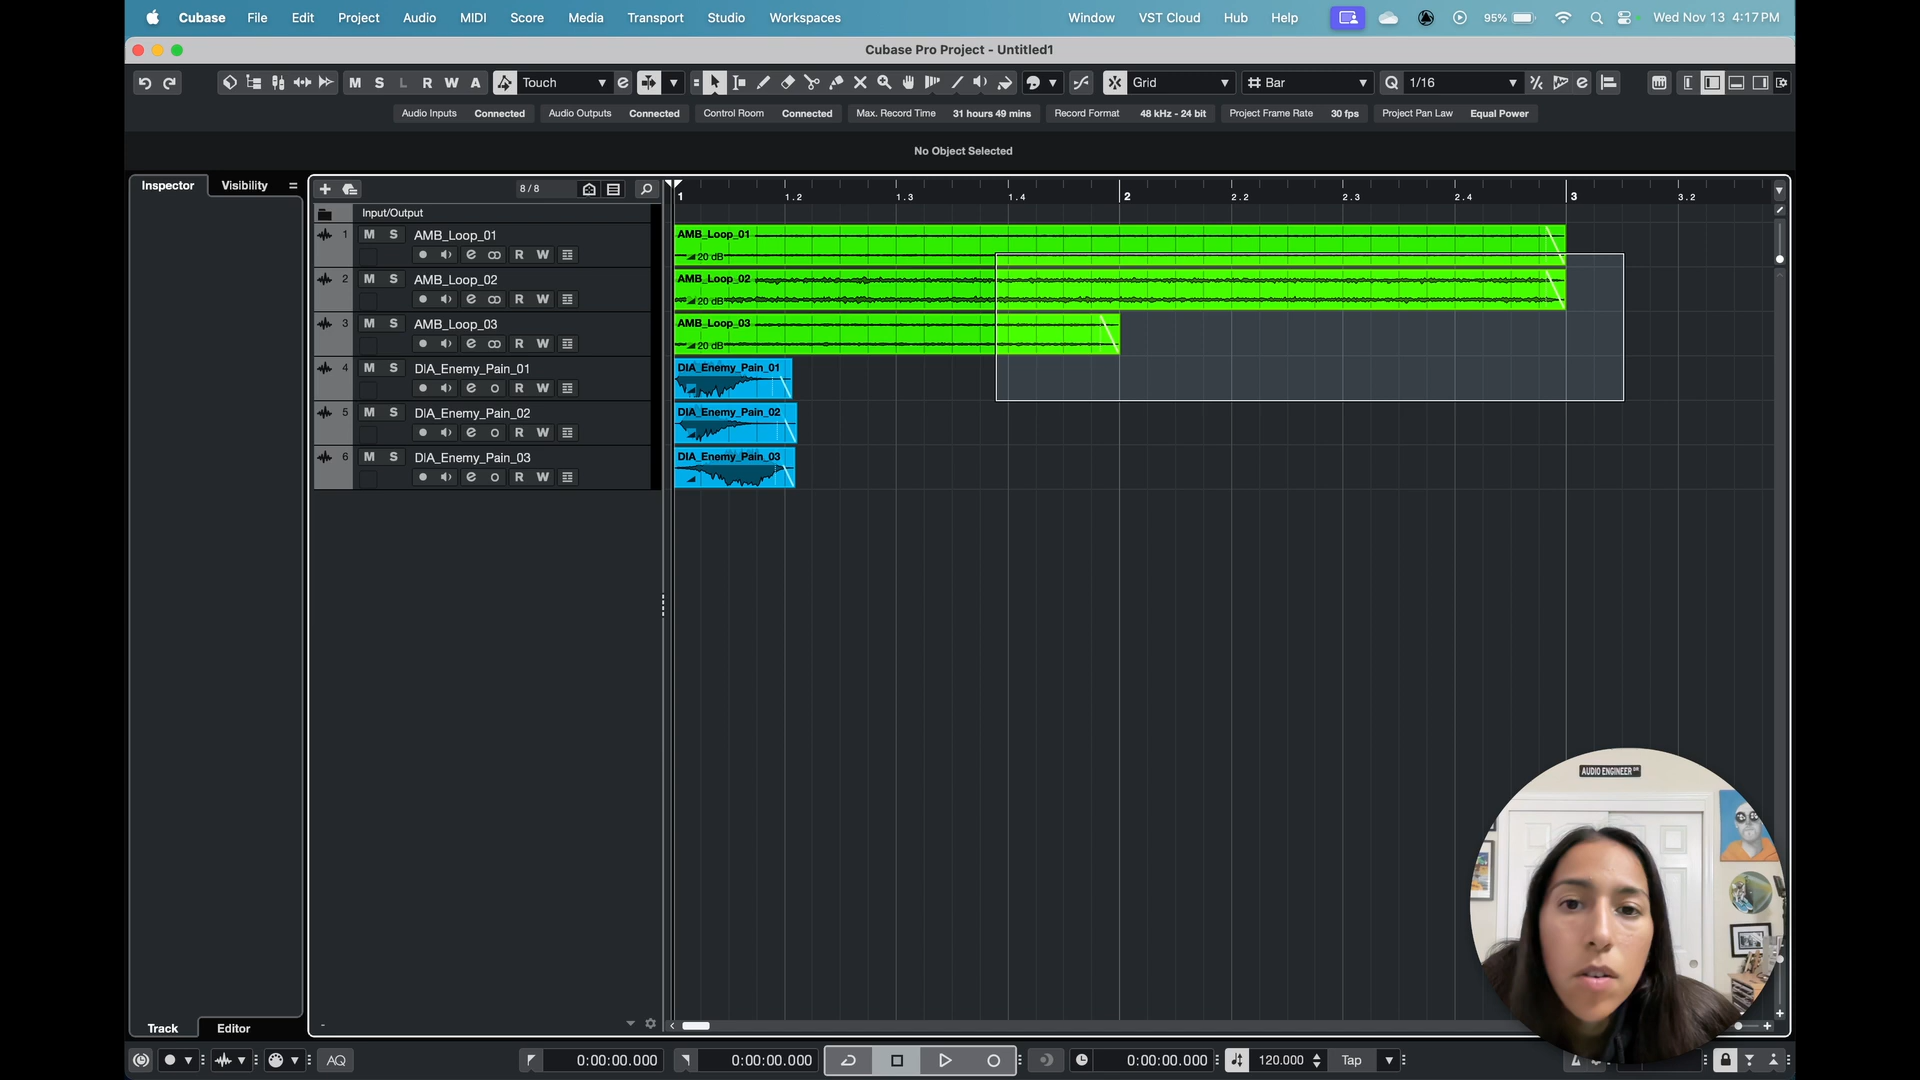 Cubase File Edit Project Audio MIDI Score Media Transport Studio Workspaces Window VST Cloud Hub Help 95% Wed Nov 13 4:17 PM
Cubase Pro Project - Untitled1
M S L R W A Touch e Grid Bar Q 1/16 e
Audio Inputs Connected Audio Outputs Connected Control Room Connected Max. Record Time 31 hours 49 mins Record Format 48 kHz - 24 bit Project Frame Rate 30 fps Project Pan Law Equal Power
No Object Selected
Inspector Visibility
8 / 8
1 1.2 1.3 1.4 2 2.2 2.3 2.4 3 3.2
Input/Output
1 M S AMB_Loop_01
e R W
2 M S AMB_Loop_02
e R W
3 M S AMB_Loop_03
e R W
4 M S DIA_Enemy_Pain_01
e R W
5 M S DIA_Enemy_Pain_02
e R W
6 M S DIA_Enemy_Pain_03
e R W
AMB_Loop_01
20 dB
AMB_Loop_02
20 dB
AMB_Loop_03
20 dB
DIA_Enemy_Pain_01
DIA_Enemy_Pain_02
DIA_Enemy_Pain_03
AUDIO ENGINEER
Track Editor
AQ 0:00:00.000 0:00:00.000 0:00:00.000 120.000 Tap